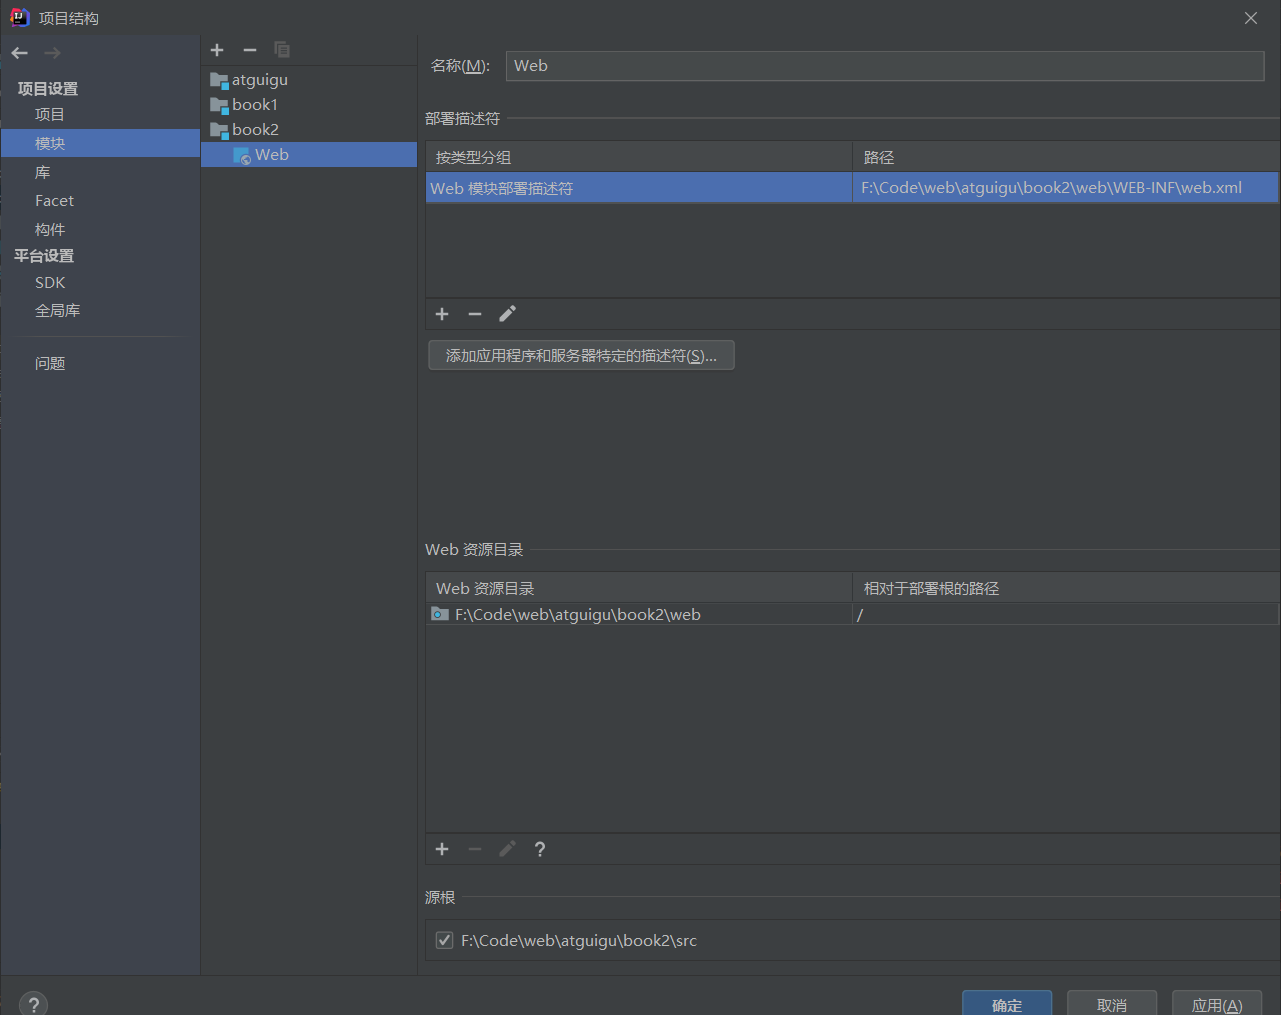 项目结构
项目设置
项目
模块
库
Facet
构件
平台设置
SDK
全局库
问题
atguigu
book1
book2
Web
名称(M):
Web
部署描述符
按类型分组 路径
Web 模块部署描述符 F:\Code\web\atguigu\book2\web\WEB-INF\web.xml
添加应用程序和服务器特定的描述符(S)...
Web 资源目录
Web 资源目录 相对于部署根的路径
F:\Code\web\atguigu\book2\web /
?
源根
F:\Code\web\atguigu\book2\src
?
确定 取消 应用(A)